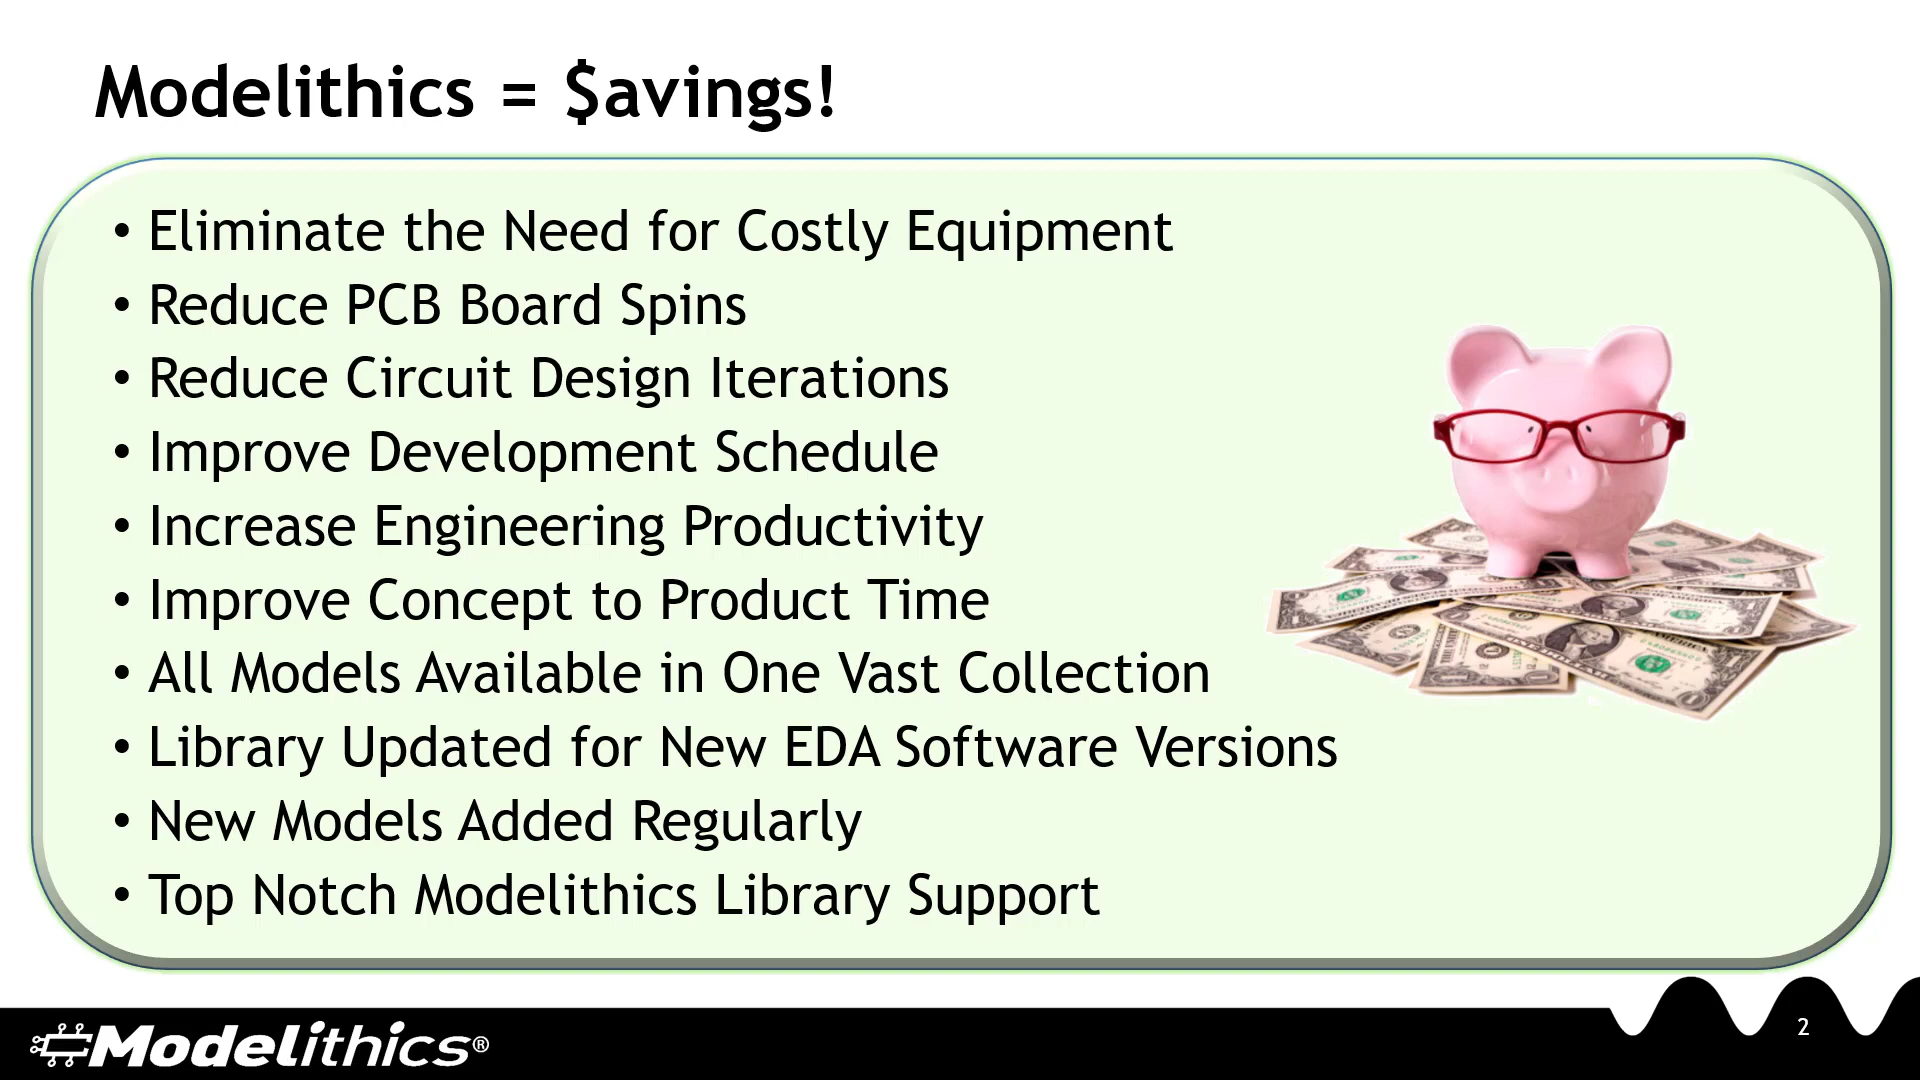 Modelithics = $avings!
• Eliminate the Need for Costly Equipment
• Reduce PCB Board Spins
• Reduce Circuit Design Iterations
• Improve Development Schedule
• Increase Engineering Productivity
• Improve Concept to Product Time
• All Models Available in One Vast Collection
• Library Updated for New EDA Software Versions
• New Models Added Regularly
• Top Notch Modelithics Library Support
Modelithics®
2